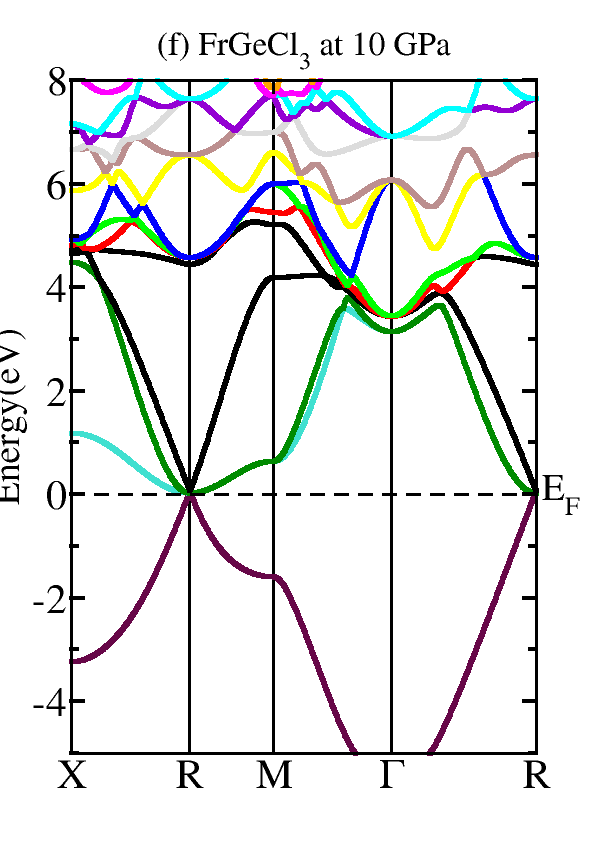 (f) FrGeCl3 at 10 GPa
8
6
4
2
0
-2
-4
Energy(eV)
EF
X R M Γ R